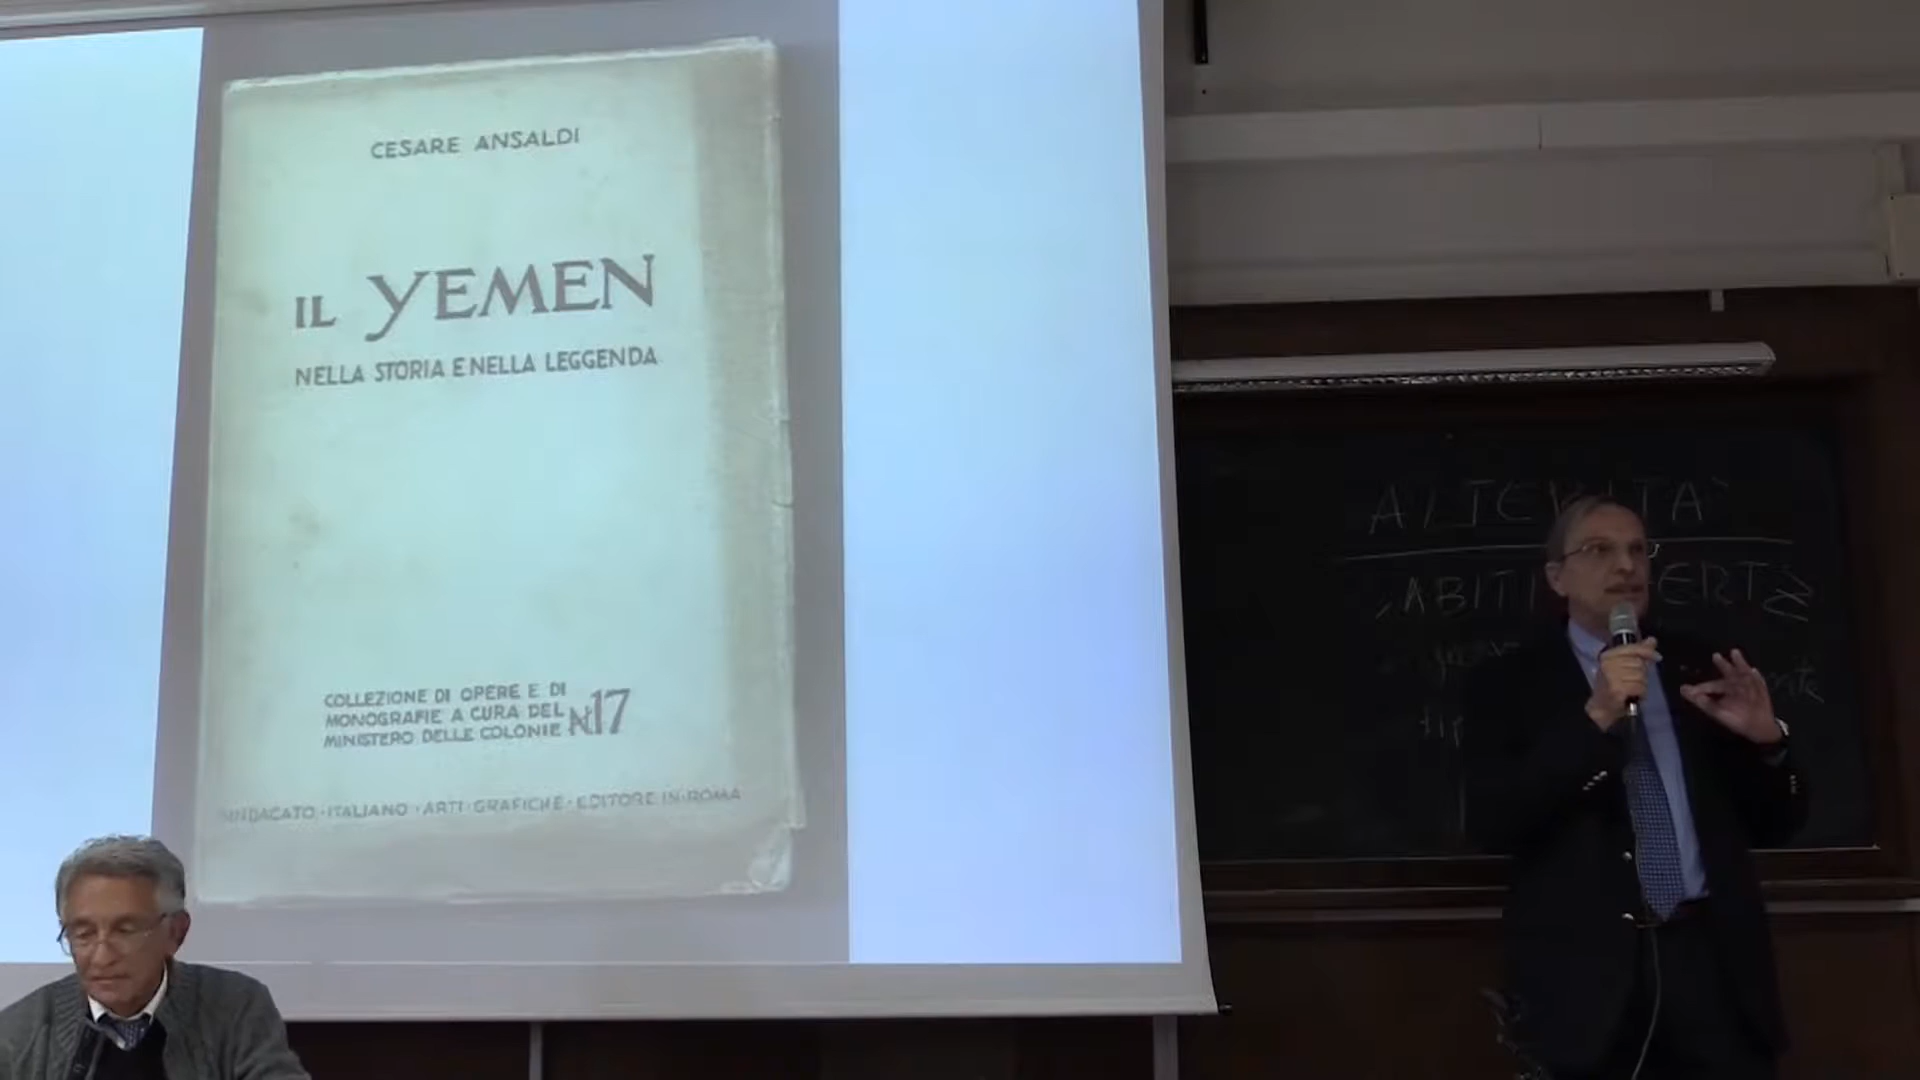 CESARE ANSALDI
IL YEMEN
NELLA STORIA E NELLA LEGGENDA
COLLEZIONE DI OPERE E DI
MONOGRAFIE A CURA DEL
MINISTERO DELLE COLONIE N.17
SINDACATO · ITALIANO · ARTI · GRAFICHE · EDITORE IN · ROMA